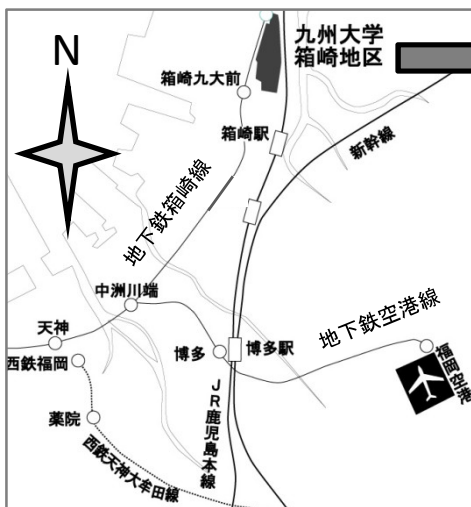 九州大学
箱崎地区
N
箱崎九大前
箱崎駅
新幹線
地下鉄箱崎線
中洲川端
天神
西鉄福岡
博多
博多駅
地下鉄空港線
福岡空港
薬院
JR鹿児島本線
西鉄天神大牟田線